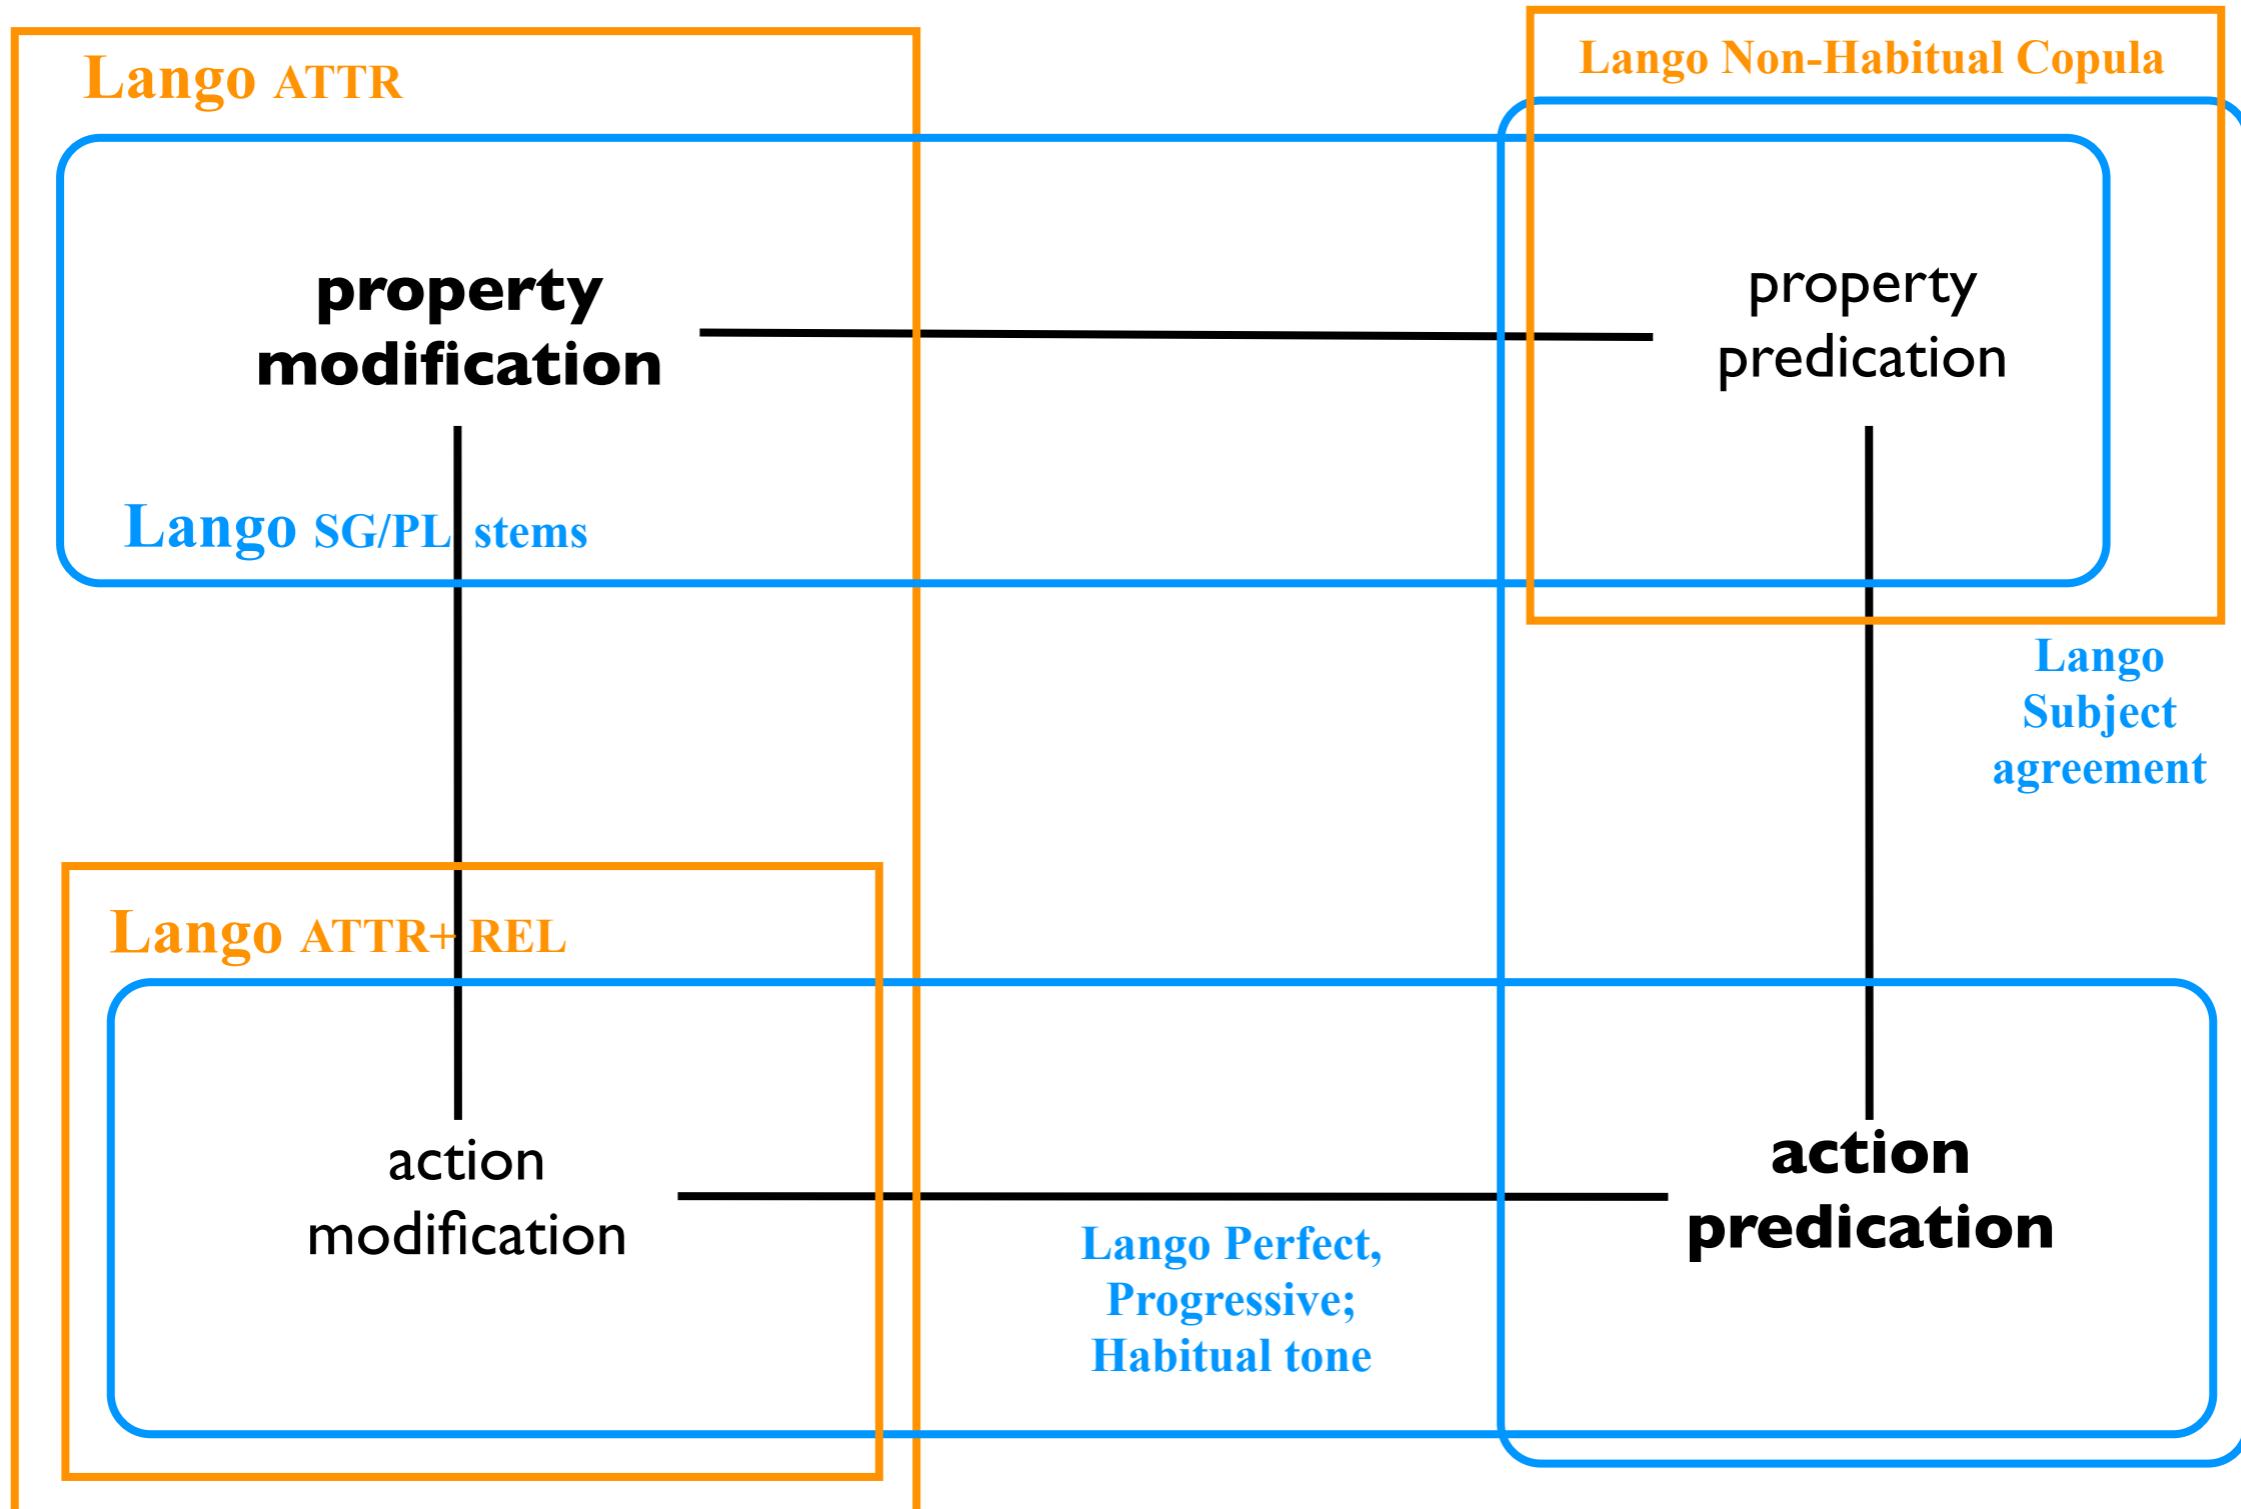 Lango ATTR
Lango Non-Habitual Copula
property
modification
property
predication
Lango SG/PL stems
Lango
Subject
agreement
Lango ATTR+ REL
action
modification
action
predication
Lango Perfect,
Progressive;
Habitual tone